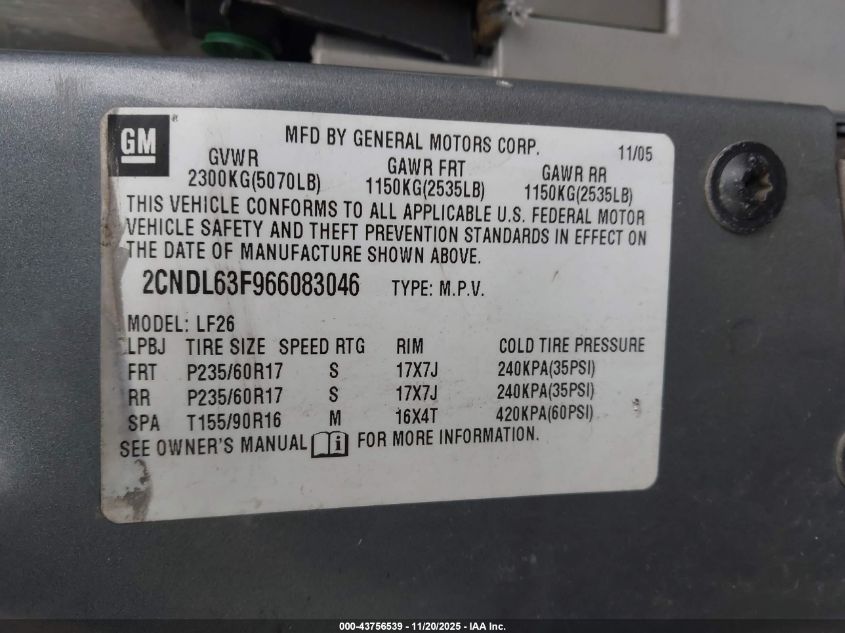 GM
MFD BY GENERAL MOTORS CORP. 11/05
GVWR GAWR FRT GAWR RR
2300KG(5070LB) 1150KG(2535LB) 1150KG(2535LB)
THIS VEHICLE CONFORMS TO ALL APPLICABLE U.S. FEDERAL MOTOR
VEHICLE SAFETY AND THEFT PREVENTION STANDARDS IN EFFECT ON
THE DATE OF MANUFACTURE SHOWN ABOVE.
2CNDL63F966083046 TYPE: M.P.V.
MODEL: LF26
LPBJ TIRE SIZE SPEED RTG RIM COLD TIRE PRESSURE
FRT P235/60R17 S 17X7J 240KPA(35PSI)
RR P235/60R17 S 17X7J 240KPA(35PSI)
SPA T155/90R16 M 16X4T 420KPA(60PSI)
SEE OWNER'S MANUAL i FOR MORE INFORMATION.
000-43756539 - 11/20/2025 - IAA Inc.